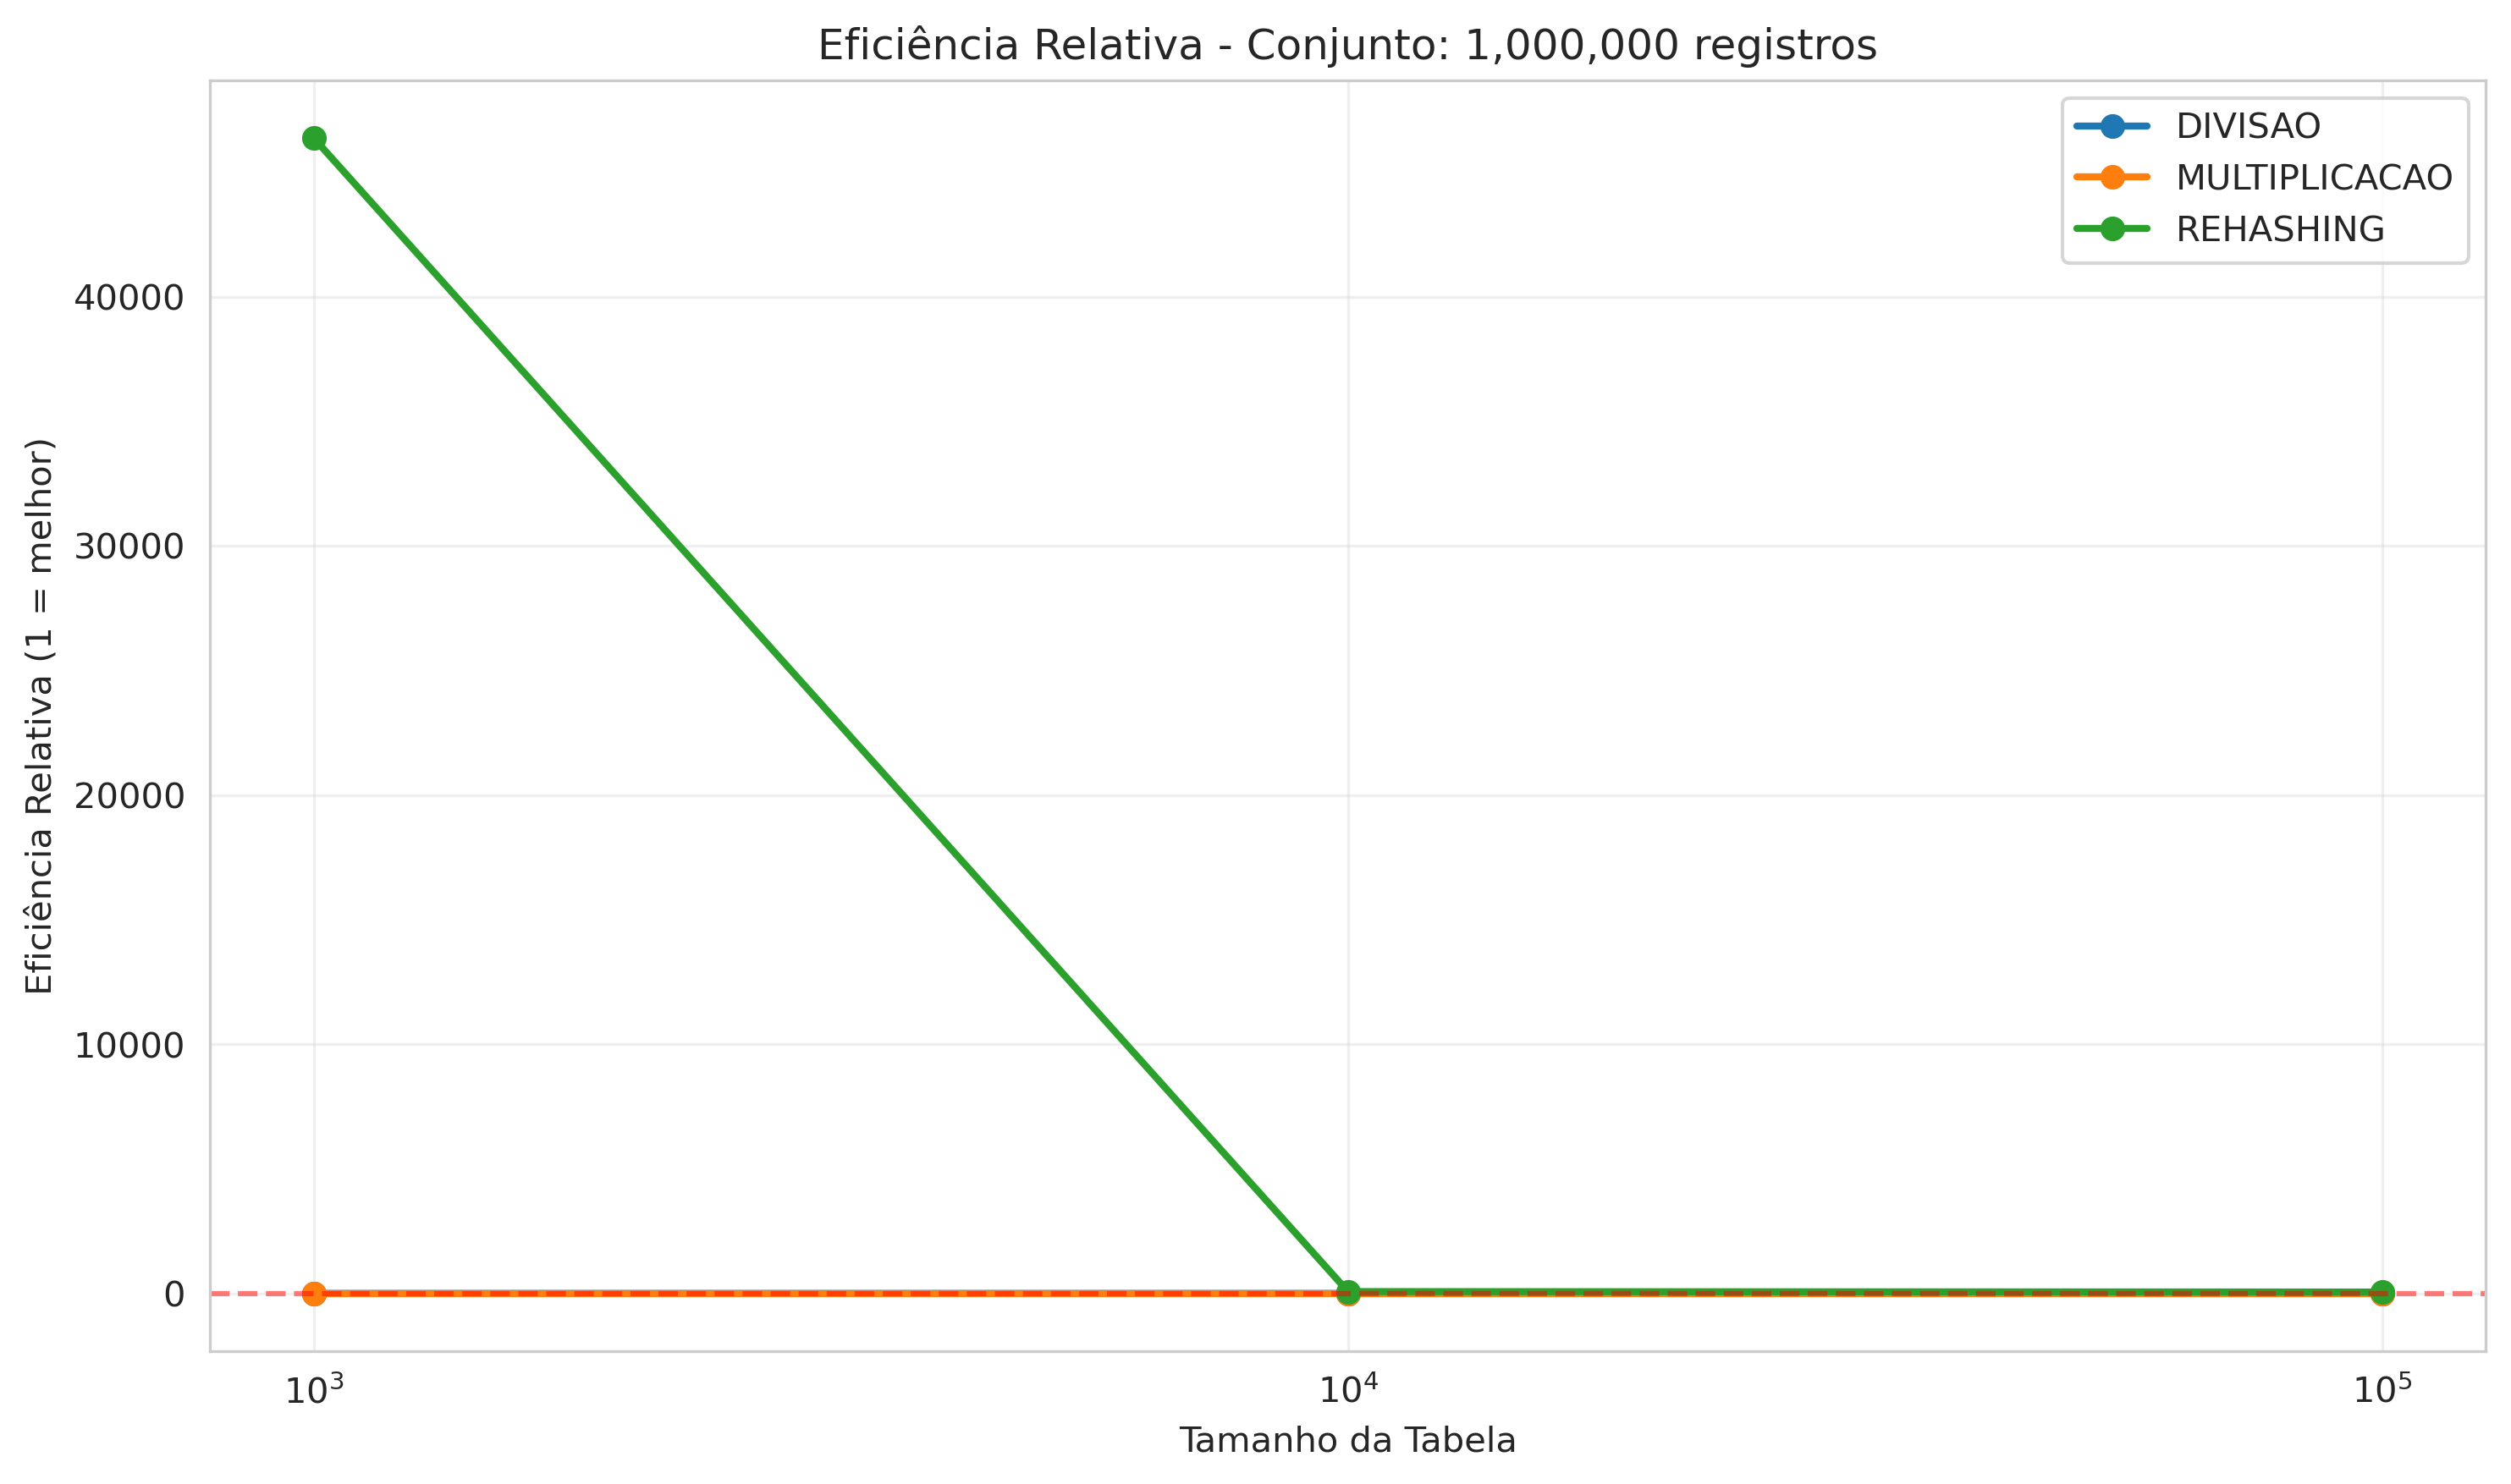 Eficiência Relativa - Conjunto: 1,000,000 registros
DIVISAO
MULTIPLICACAO
REHASHING
Eficiência Relativa (1 = melhor)
40000
30000
20000
10000
0
10³
10⁴
10⁵
Tamanho da Tabela